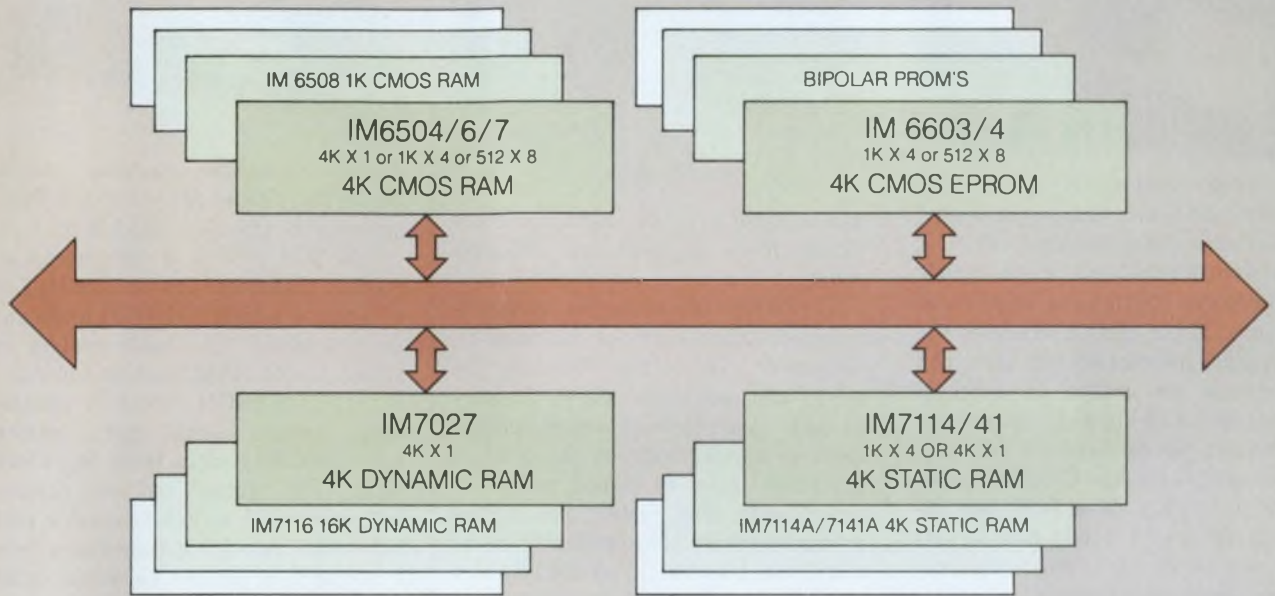 IM 6508 1K CMOS RAM
IM6504/6/7
4K X 1 or 1K X 4 or 512 X 8
4K CMOS RAM
BIPOLAR PROM'S
IM 6603/4
1K X 4 or 512 X 8
4K CMOS EPROM
IM7027
4K X 1
4K DYNAMIC RAM
IM7116 16K DYNAMIC RAM
IM7114/41
1K X 4 OR 4K X 1
4K STATIC RAM
IM7114A/7141A 4K STATIC RAM